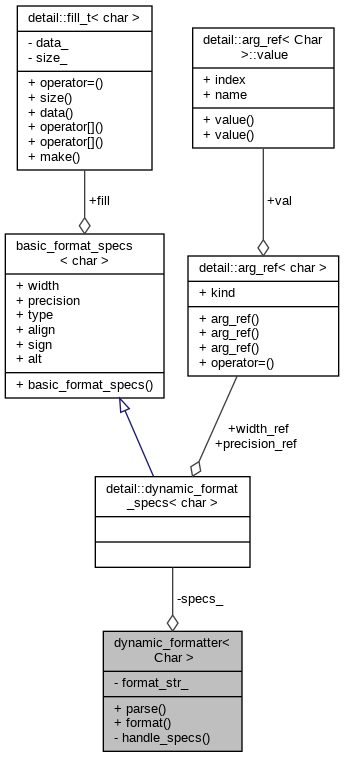 detail::fill_t< char >
- data_
- size_
+ operator=()
+ size()
+ data()
+ operator[]()
+ operator[]()
+ make()
detail::arg_ref< Char
>::value
+ index
+ name
+ value()
+ value()
+fill
+val
basic_format_specs
< char >
+ width
+ precision
+ type
+ align
+ sign
+ alt
+ basic_format_specs()
detail::arg_ref< char >
+ kind
+ arg_ref()
+ arg_ref()
+ arg_ref()
+ operator=()
+width_ref
+precision_ref
detail::dynamic_format
_specs< char >
-specs_
dynamic_formatter<
Char >
- format_str_
+ parse()
+ format()
- handle_specs()